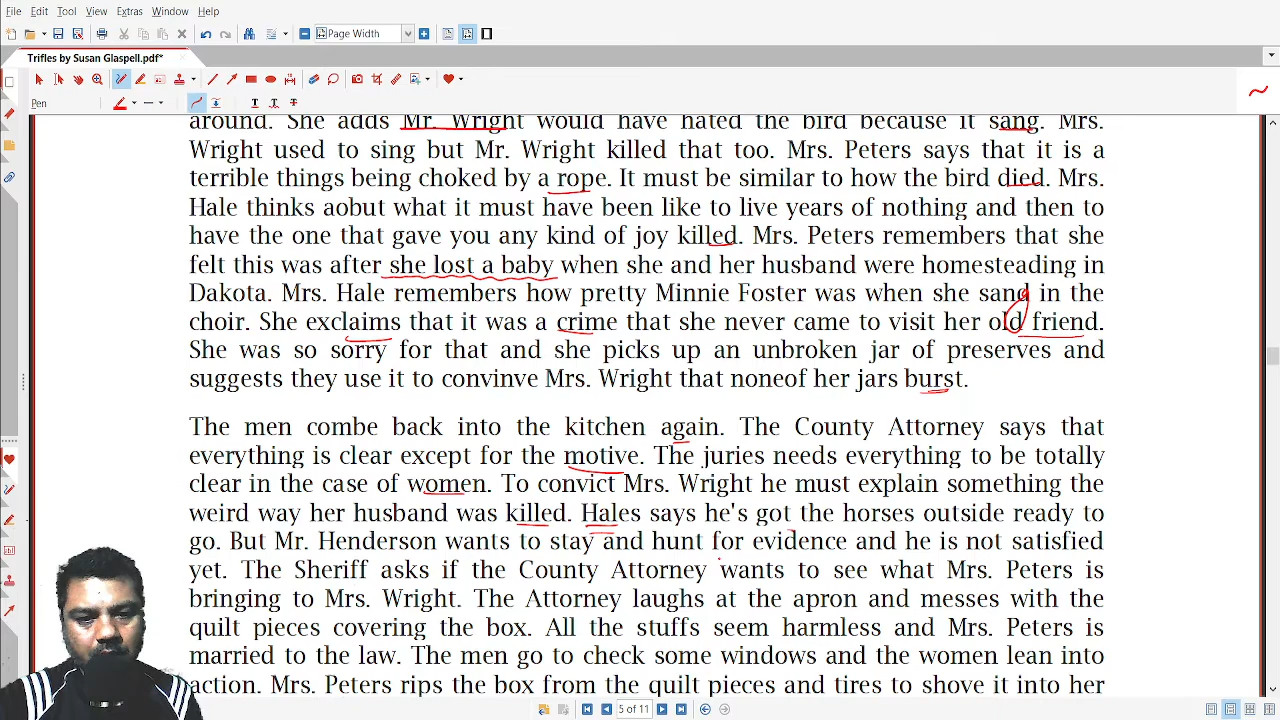 File Edit Tool View Extras Window Help
Page Width
Trifles by Susan Glaspell.pdf*
Pen
around. She adds Mr. Wright would have hated the bird because it sang. Mrs.
Wright used to sing but Mr. Wright killed that too. Mrs. Peters says that it is a
terrible things being choked by a rope. It must be similar to how the bird died. Mrs.
Hale thinks aobut what it must have been like to live years of nothing and then to
have the one that gave you any kind of joy killed. Mrs. Peters remembers that she
felt this was after she lost a baby when she and her husband were homesteading in
Dakota. Mrs. Hale remembers how pretty Minnie Foster was when she sand in the
choir. She exclaims that it was a crime that she never came to visit her old friend.
She was so sorry for that and she picks up an unbroken jar of preserves and
suggests they use it to convinve Mrs. Wright that noneof her jars burst.
The men combe back into the kitchen again. The County Attorney says that
everything is clear except for the motive. The juries needs everything to be totally
clear in the case of women. To convict Mrs. Wright he must explain something the
weird way her husband was killed. Hales says he's got the horses outside ready to
go. But Mr. Henderson wants to stay and hunt for evidence and he is not satisfied
yet. The Sheriff asks if the County Attorney wants to see what Mrs. Peters is
bringing to Mrs. Wright. The Attorney laughs at the apron and messes with the
quilt pieces covering the box. All the stuffs seem harmless and Mrs. Peters is
married to the law. The men go to check some windows and the women lean into
action. Mrs. Peters rips the box from the quilt pieces and tires to shove it into her
5 of 11